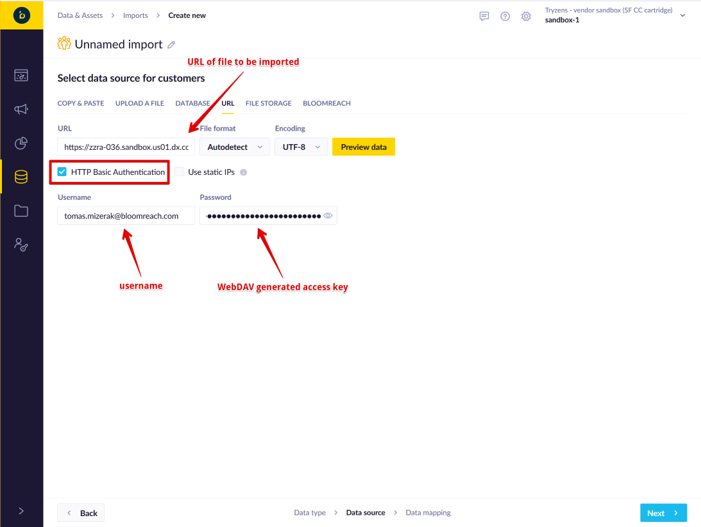 Data & Assets > Imports > Create new
Tryzens - vendor sandbox (SF CC cartridge)
sandbox-1
Unnamed import
URL of file to be imported
Select data source for customers
COPY & PASTE UPLOAD A FILE DATABASE URL FILE STORAGE BLOOMREACH
URL File format Encoding
https://zzra-036.sandbox.us01.dx.cc Autodetect UTF-8 Preview data
HTTP Basic Authentication Use static IPs
Username Password
tomas.mizerak@bloomreach.com
username
WebDAV generated access key
< Back Data type > Data source > Data mapping Next >